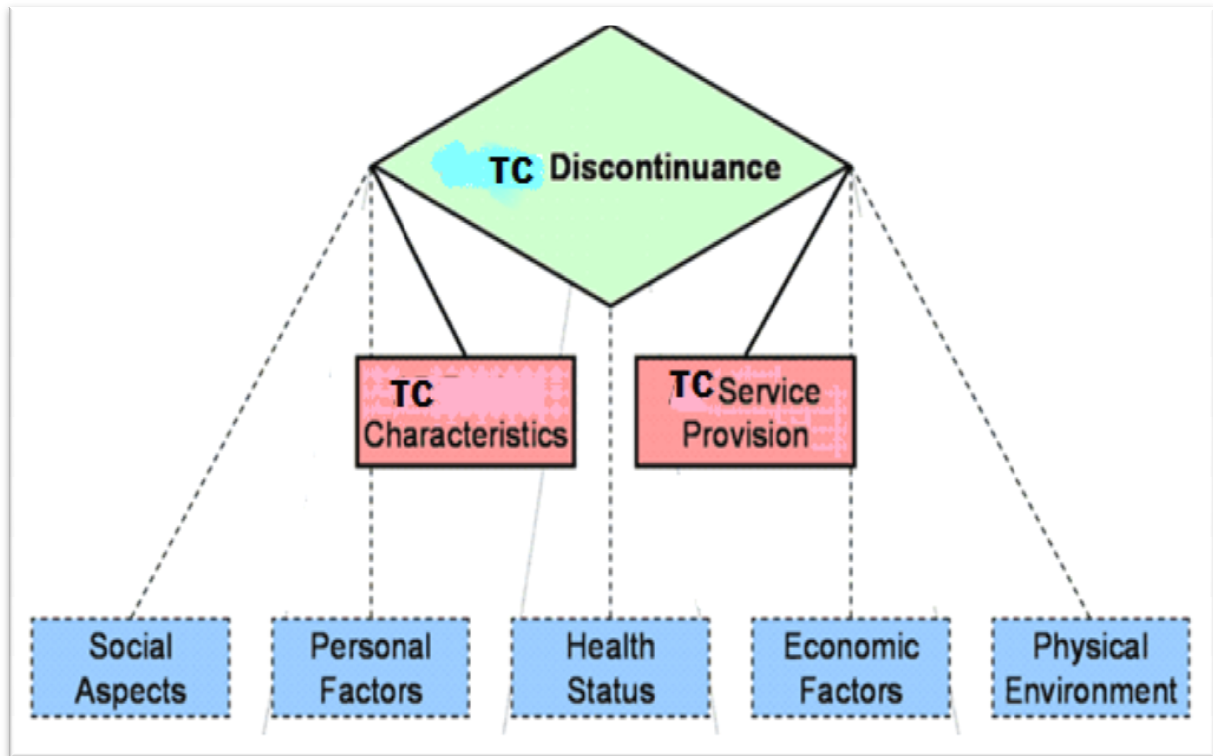 TC Discontinuance
TC
Characteristics
TC Service
Provision
Social
Aspects
Personal
Factors
Health
Status
Economic
Factors
Physical
Environment